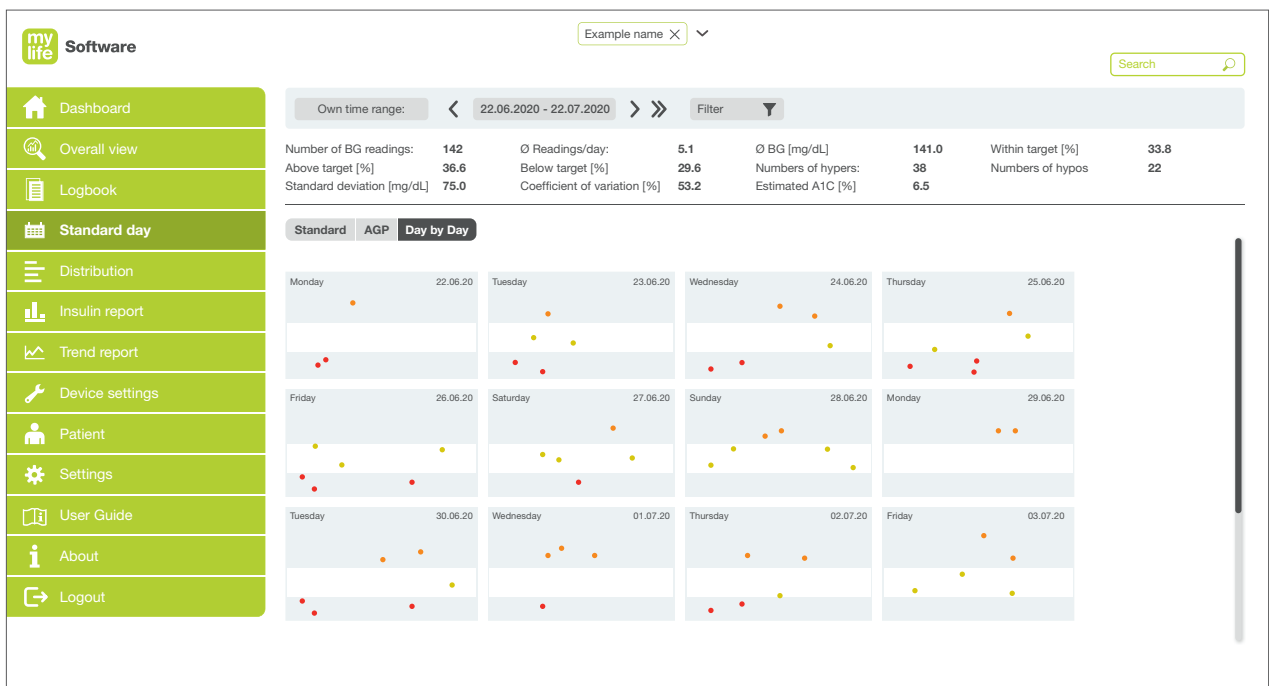 my
life
Software
Example name
Search
Dashboard
Overall view
Logbook
Standard day
Distribution
Insulin report
Trend report
Device settings
Patient
Settings
User Guide
About
Logout
Own time range: 22.06.2020 - 22.07.2020 Filter
Number of BG readings: 142 Ø Readings/day: 5.1 Ø BG [mg/dL] 141.0 Within target [%] 33.8
Above target [%] 36.6 Below target [%] 29.6 Numbers of hypers: 38 Numbers of hypos 22
Standard deviation [mg/dL] 75.0 Coefficient of variation [%] 53.2 Estimated A1C [%] 6.5
Standard AGP Day by Day
Monday 22.06.20 Tuesday 23.06.20 Wednesday 24.06.20 Thursday 25.06.20
Friday 26.06.20 Saturday 27.06.20 Sunday 28.06.20 Monday 29.06.20
Tuesday 30.06.20 Wednesday 01.07.20 Thursday 02.07.20 Friday 03.07.20